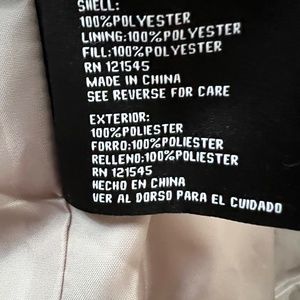 SHELL:
100%POLYESTER
LINING:100%POLYESTER
FILL:100%POLYESTER
RN 121545
MADE IN CHINA
SEE REVERSE FOR CARE
EXTERIOR:
100%POLIESTER
FORRO:100%POLIESTER
RELLENO:100%POLIESTER
RN 121545
HECHO EN CHINA
VER AL DORSO PARA EL CUIDADO